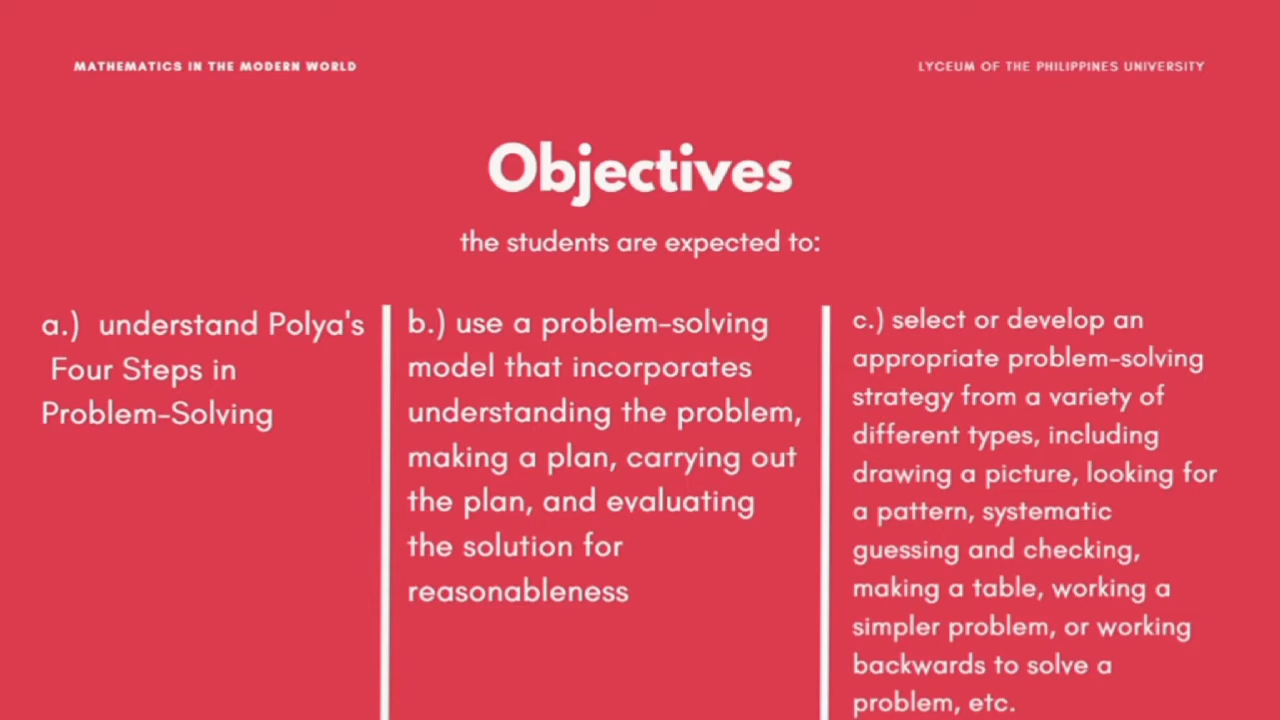 MATHEMATICS IN THE MODERN WORLD
LYCEUM OF THE PHILIPPINES UNIVERSITY
Objectives
the students are expected to:
a.) understand Polya's
Four Steps in
Problem-Solving
b.) use a problem-solving
model that incorporates
understanding the problem,
making a plan, carrying out
the plan, and evaluating
the solution for
reasonableness
c.) select or develop an
appropriate problem-solving
strategy from a variety of
different types, including
drawing a picture, looking for
a pattern, systematic
guessing and checking,
making a table, working a
simpler problem, or working
backwards to solve a
problem, etc.